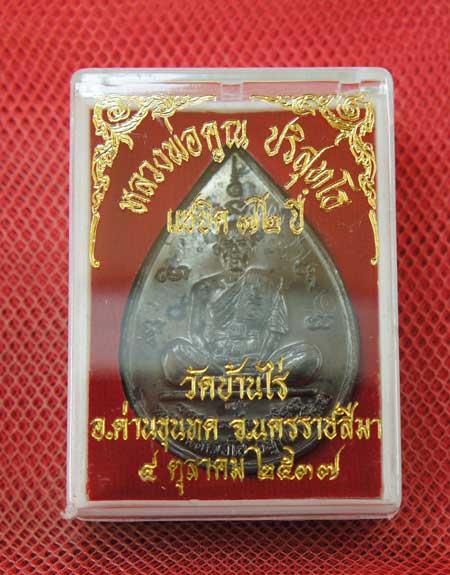 หลวงพ่อคูณ ปริสุทฺโธ
แซยิด ๗๒ ปี
วัดบ้านไร่
อ.ด่านขุนทด จ.นครราชสีมา
๔ ตุลาคม ๒๕๓๗